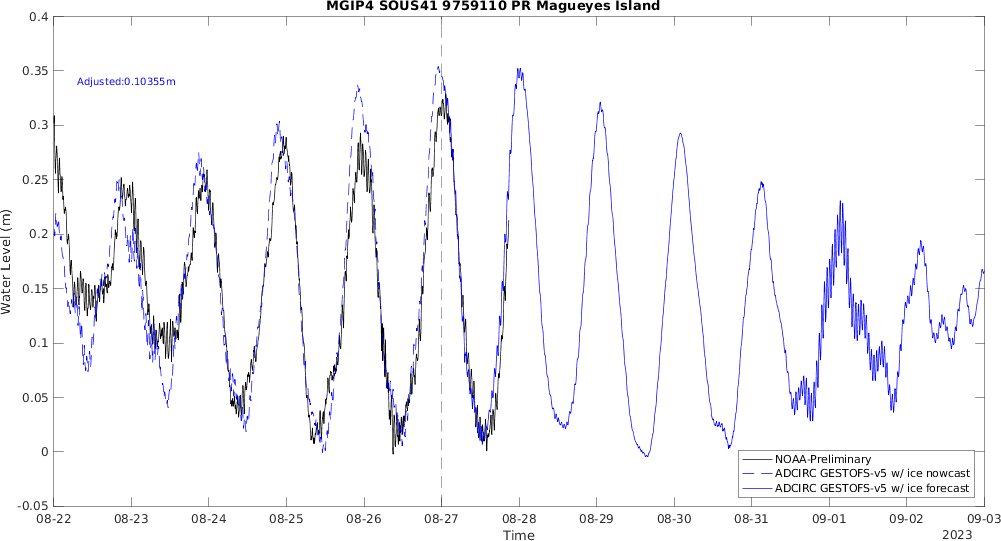 MGIP4 SOUS41 9759110 PR Magueyes Island
0.4
0.35
Adjusted:0.10355m
0.3
0.25
0.2
Water Level (m)
0.15
0.1
0.05
0
-0.05
NOAA-Preliminary
ADCIRC GESTOFS-v5 w/ ice nowcast
ADCIRC GESTOFS-v5 w/ ice forecast
08-22 08-23 08-24 08-25 08-26 08-27 08-28 08-29 08-30 08-31 09-01 09-02 09-03
Time
2023